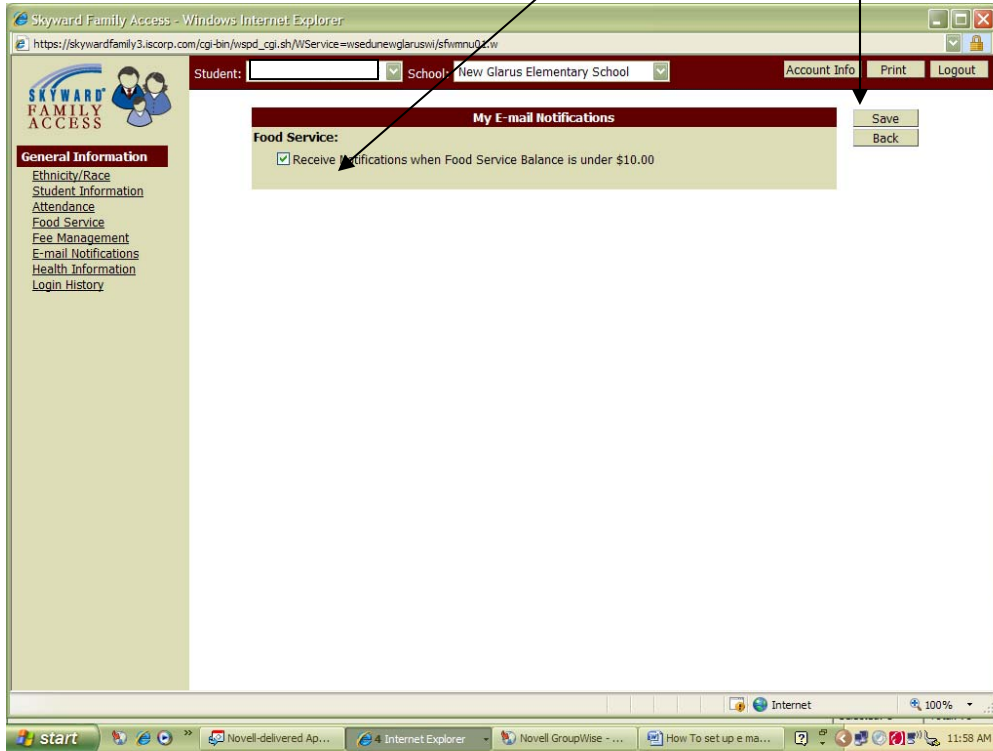 Skyward Family Access - Windows Internet Explorer
https://skywardfamily3.iscorp.com/cgi-bin/wspd_cgi.sh/WService=wsedunewglaruswi/sfwmnu01.w
SKYWARD
FAMILY
ACCESS
Student: School: New Glarus Elementary School Account Info Print Logout
My E-mail Notifications
Save
Food Service:
Back
Receive Notifications when Food Service Balance is under $10.00
General Information
Ethnicity/Race
Student Information
Attendance
Food Service
Fee Management
E-mail Notifications
Health Information
Login History
Internet 100%
start Novell-delivered Ap... 4 Internet Explorer Novell GroupWise - ... How To set up e ma... 11:58 AM